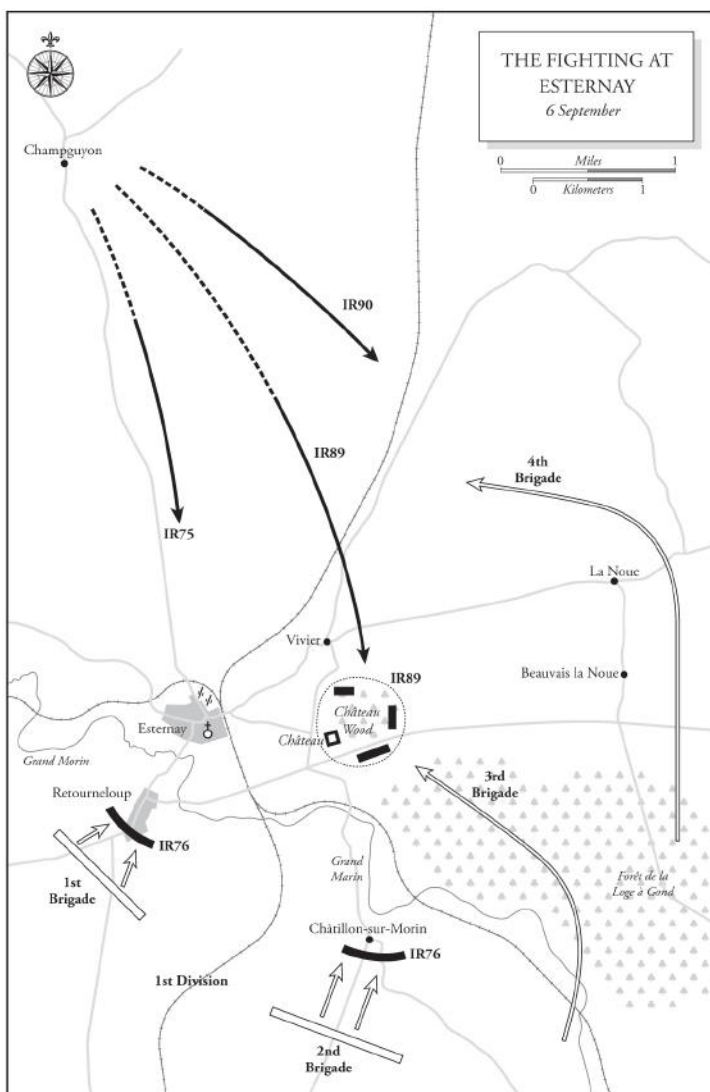 THE FIGHTING AT
ESTERNAY
6 September
0 Miles 1
0 Kilometers 1
Champguyon
IR90
IR89
IR75
4th
Brigade
La Noue
Vivier
Beauvais la Noue
IR89
Château
Wood
Château
Esternay
Grand Morin
Retourneloup
IR76
1st
Brigade
3rd
Brigade
Grand
Marin
Forêt de la
Loge à Gond
Châtillon-sur-Morin
IR76
1st Division
2nd
Brigade